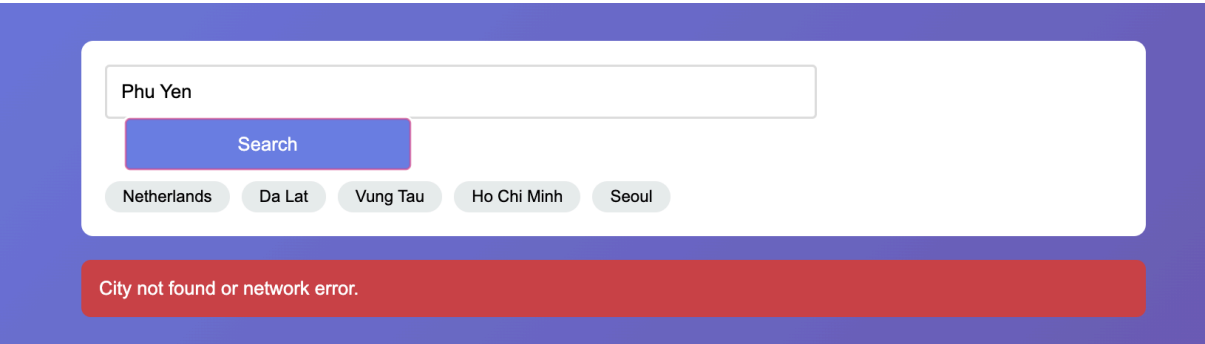 Phu Yen
Search
Netherlands Da Lat Vung Tau Ho Chi Minh Seoul
City not found or network error.